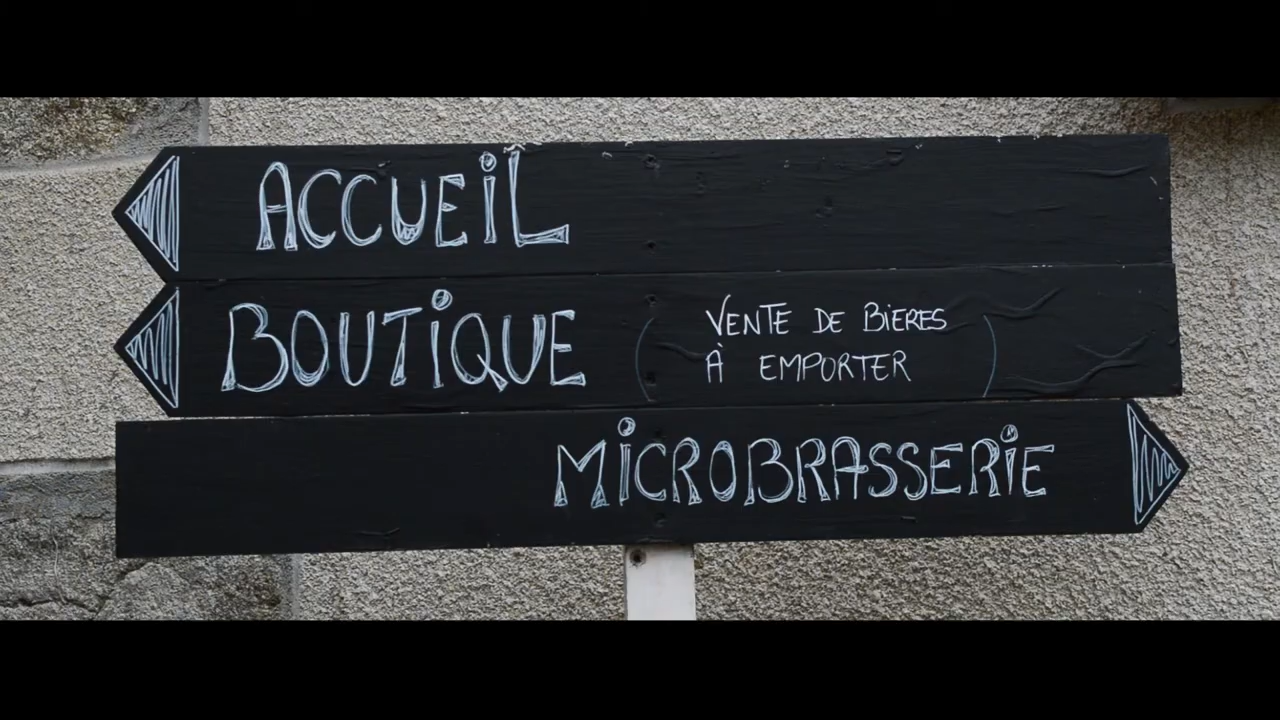 ACCUEiL
BOUTiQUE
(VENTE DE BiERES
À EMPORTER)
MiCROBRASSERiE